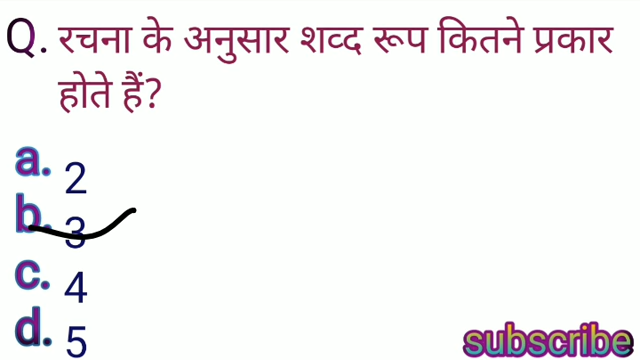 Q. रचना के अनुसार शव्द रूप कितने प्रकार
होते हैं?
a. 2
b. 3
c. 4
d. 5
subscribe